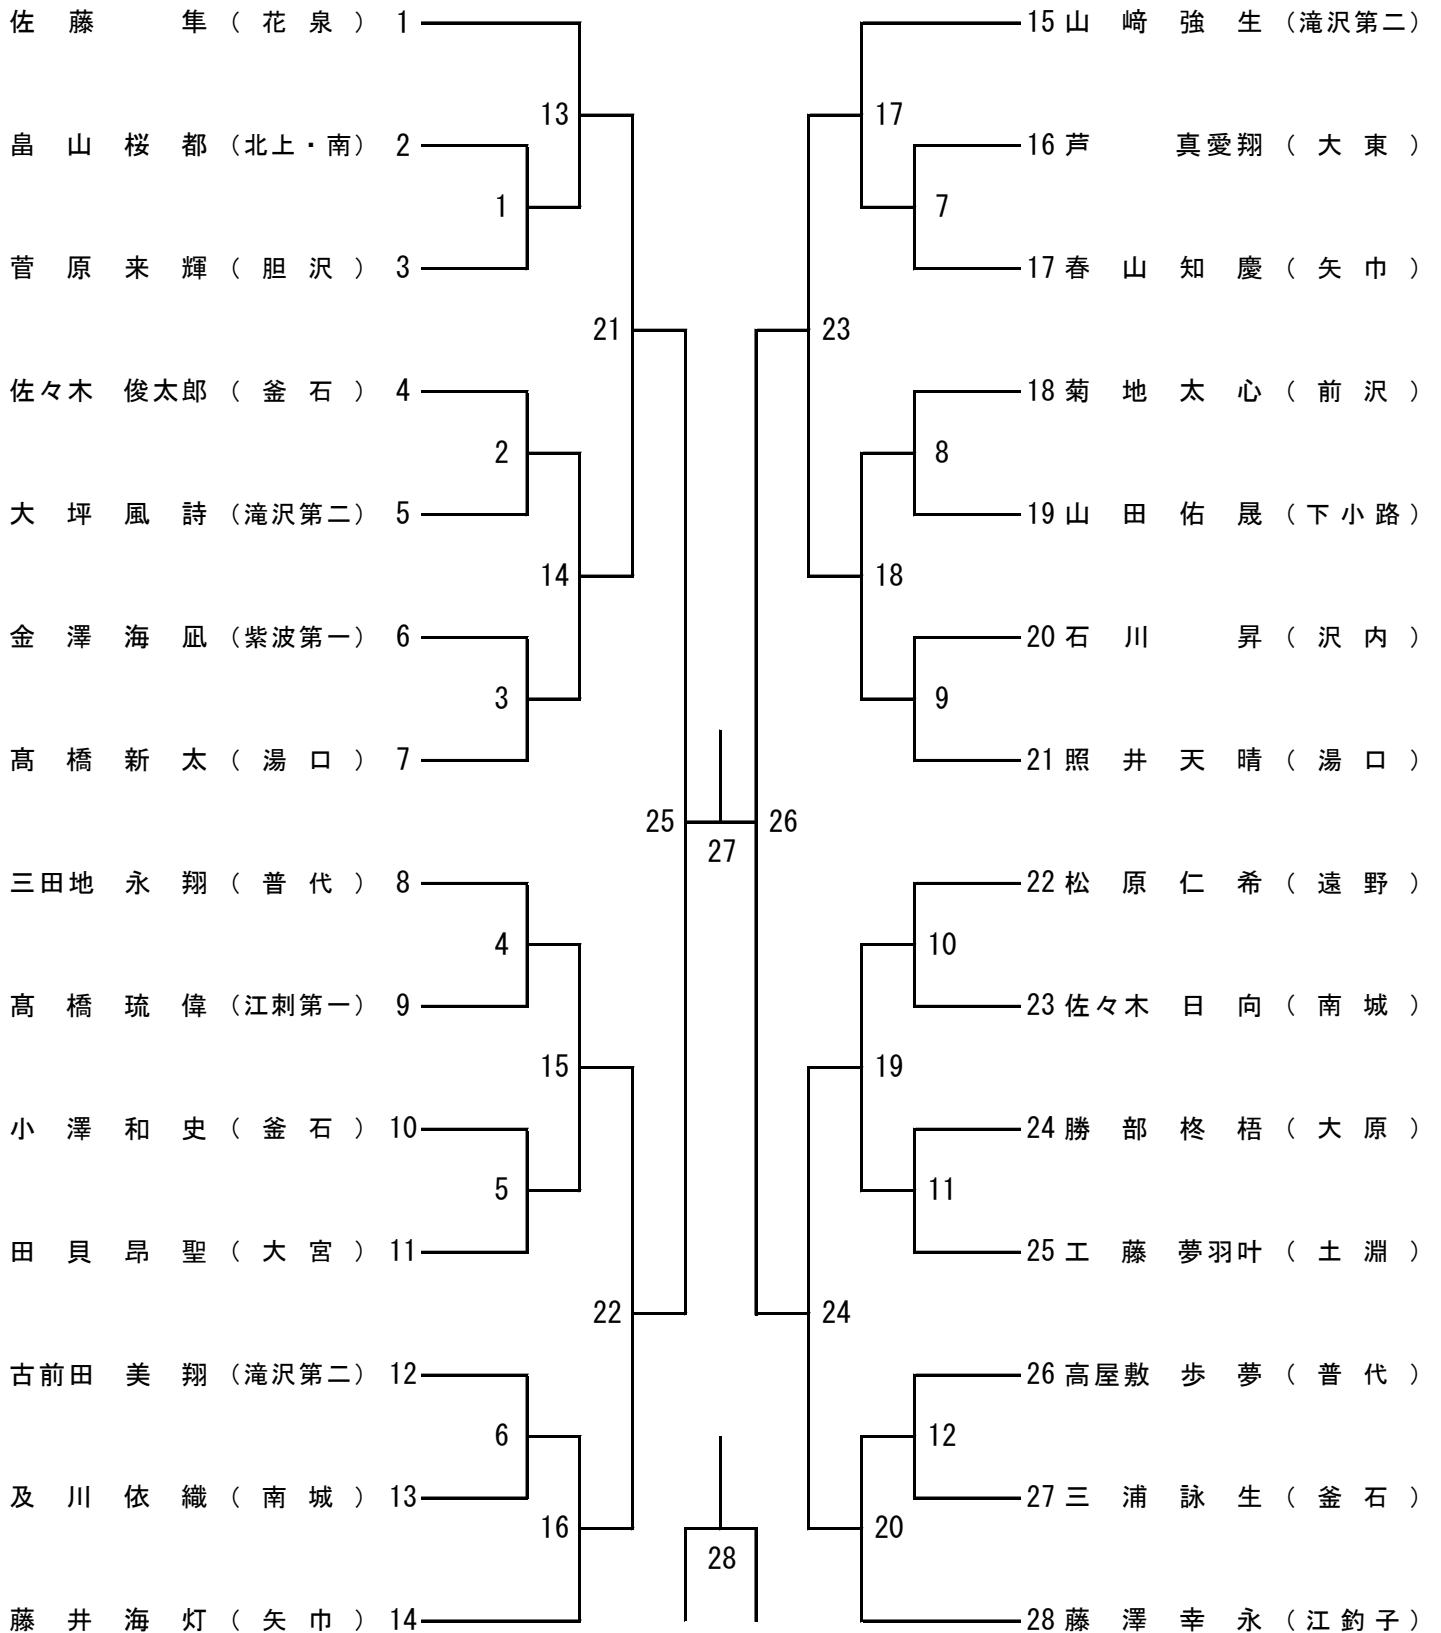 佐藤 隼（花泉） 1
13
畠山桜都（北上・南） 2
1
菅原来輝（胆沢） 3
21
佐々木 俊太郎（釜石） 4
2
大坪風詩（滝沢第二） 5
14
金澤海凪（紫波第一） 6
3
髙橋新太（湯口） 7
25
三田地 永翔（普代） 8
4
髙橋琉偉（江刺第一） 9
15
小澤和史（釜石） 10
5
田貝昂聖（大宮） 11
22
古前田 美翔（滝沢第二） 12
6
及川依織（南城） 13
16
藤井海灯（矢巾） 14
27
28
15 山﨑強生（滝沢第二）
17
16 芦 真愛翔（大東）
7
17 春山知慶（矢巾）
23
18 菊地太心（前沢）
8
19 山田佑晟（下小路）
18
20 石川 昇（沢内）
9
21 照井天晴（湯口）
26
22 松原仁希（遠野）
10
23 佐々木 日向（南城）
19
24 勝部柊梧（大原）
11
25 工藤 夢羽叶（土淵）
24
26 高屋敷 歩夢（普代）
12
27 三浦詠生（釜石）
20
28 藤澤幸永（江釣子）